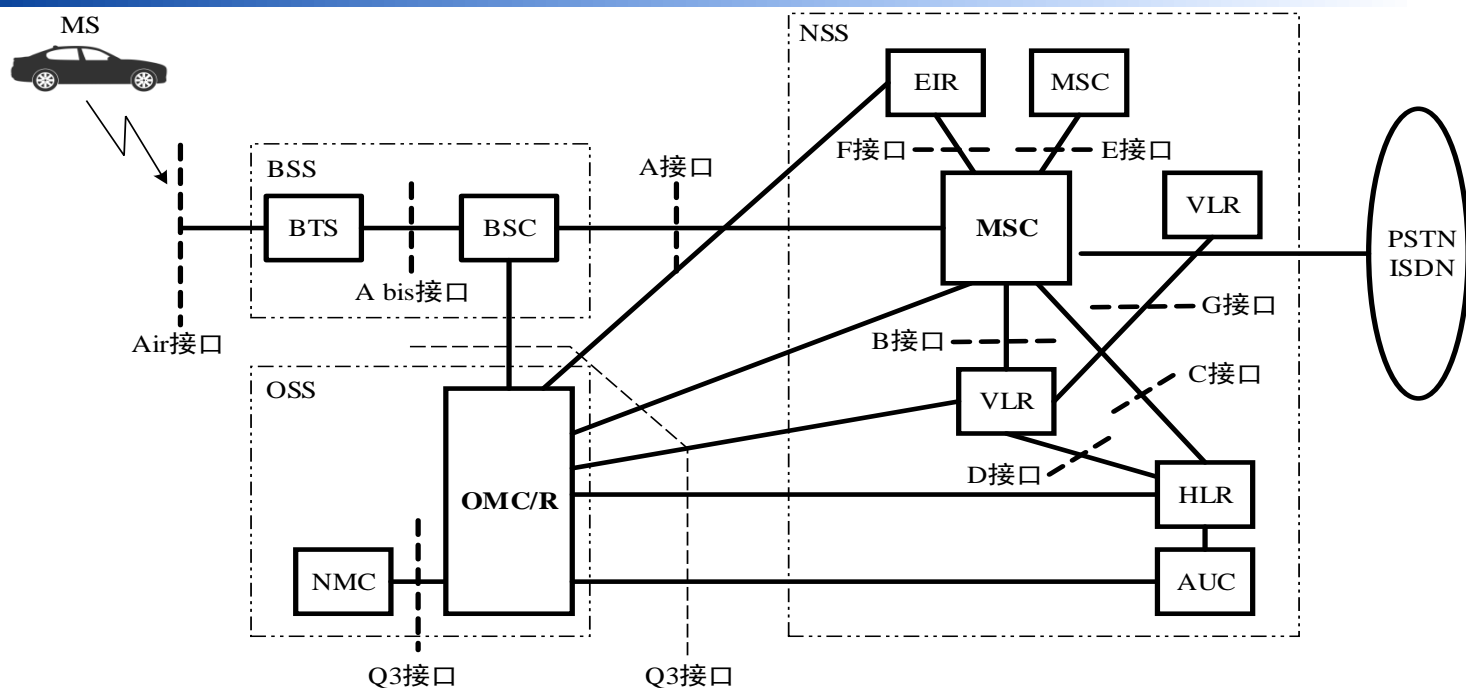 MS
NSS
EIR
MSC
F接口
E接口
BSS
A接口
BTS
BSC
MSC
VLR
PSTN
ISDN
A bis接口
G接口
Air接口
B接口
OSS
C接口
VLR
D接口
OMC/R
HLR
NMC
AUC
Q3接口
Q3接口